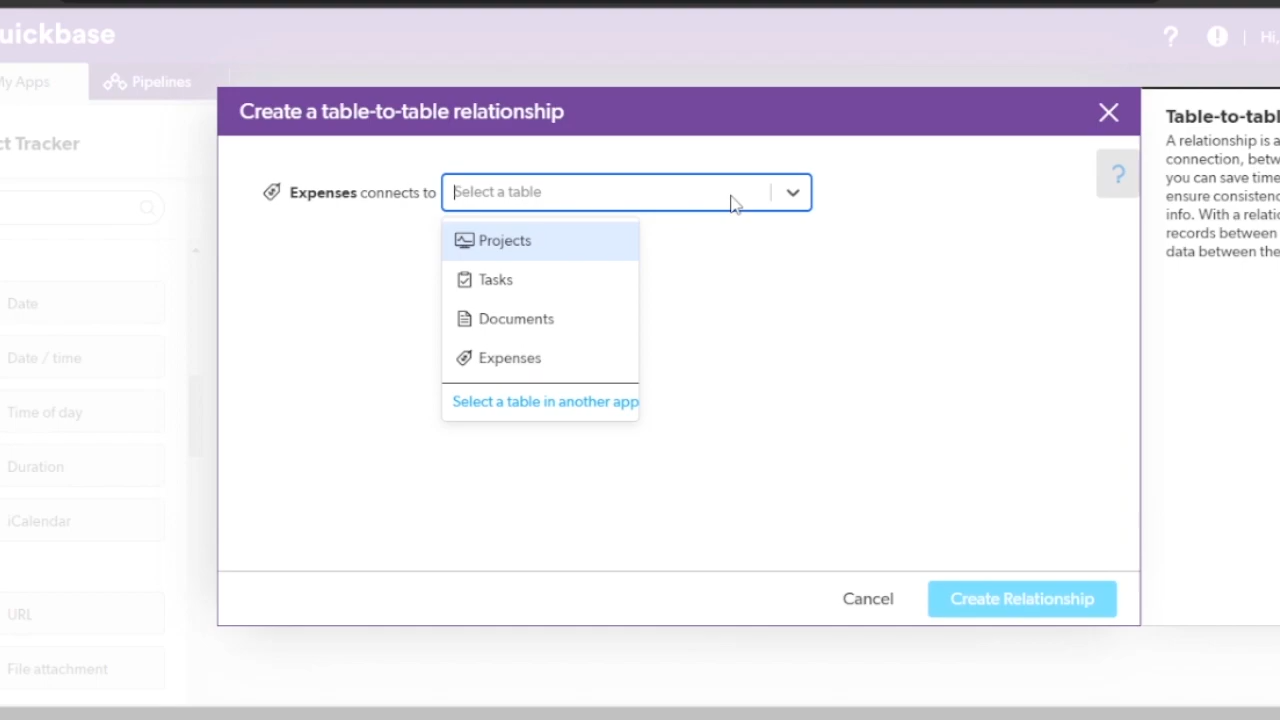 uickbase
?
Hi,
My Apps
Pipelines
ct Tracker
Date
Date / time
Time of day
Duration
iCalendar
URL
File attachment
Create a table-to-table relationship
Expenses connects to
Select a table
Projects
Tasks
Documents
Expenses
Select a table in another app
Cancel
Create Relationship
?
Table-to-tabl
A relationship is a
connection, betw
you can save time
ensure consistenc
info. With a relatio
records between
data between the